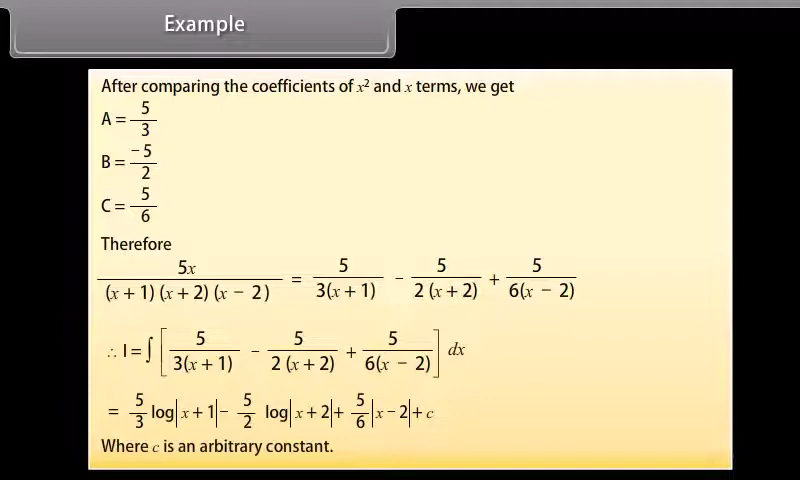 Example
After comparing the coefficients of x² and x terms, we get
A = 5/3
B = -5/2
C = 5/6
Therefore
5x/((x + 1) (x + 2) (x − 2)) = 5/(3(x + 1)) − 5/(2 (x + 2)) + 5/(6(x − 2))
∴ I = ∫ [5/(3(x + 1)) − 5/(2 (x + 2)) + 5/(6(x − 2))] dx
= 5/3 log|x + 1| − 5/2 log|x + 2| + 5/6 |x − 2| + c
Where c is an arbitrary constant.